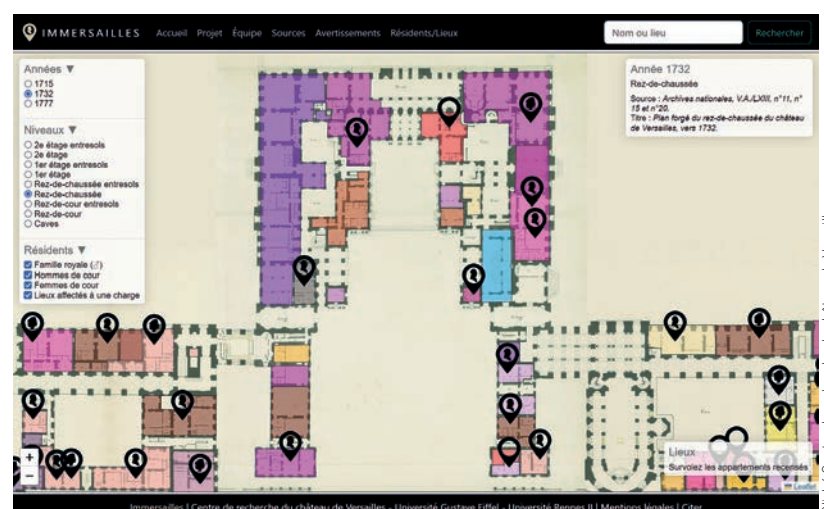 IMMERSAILLES Accueil Projet Équipe Sources Avertissements Résidents/Lieux Nom ou lieu Rechercher
Années ▼
1715
1732
1777
Niveaux ▼
2e étage entresols
2e étage
1er étage entresols
1er étage
Rez-de-chaussée entresols
Rez-de-chaussée
Rez-de-cour entresols
Rez-de-cour
Caves
Résidents ▼
Famille royale
Hommes de cour
Femmes de cour
Lieux affectés à une charge
Année 1732
Rez-de-chaussée
Source : Archives nationales, V.A./LXIII, n°11, n°
15 et n°20.
Titre : Plan forgé du rez-de-chaussée du château
de Versailles, vers 1732.
+
−
Lieux
Survolez les appartements recensés
Leaflet
Immersailles | Centre de recherche du château de Versailles - Université Gustave Eiffel - Université Rennes II | Mentions légales | Citer